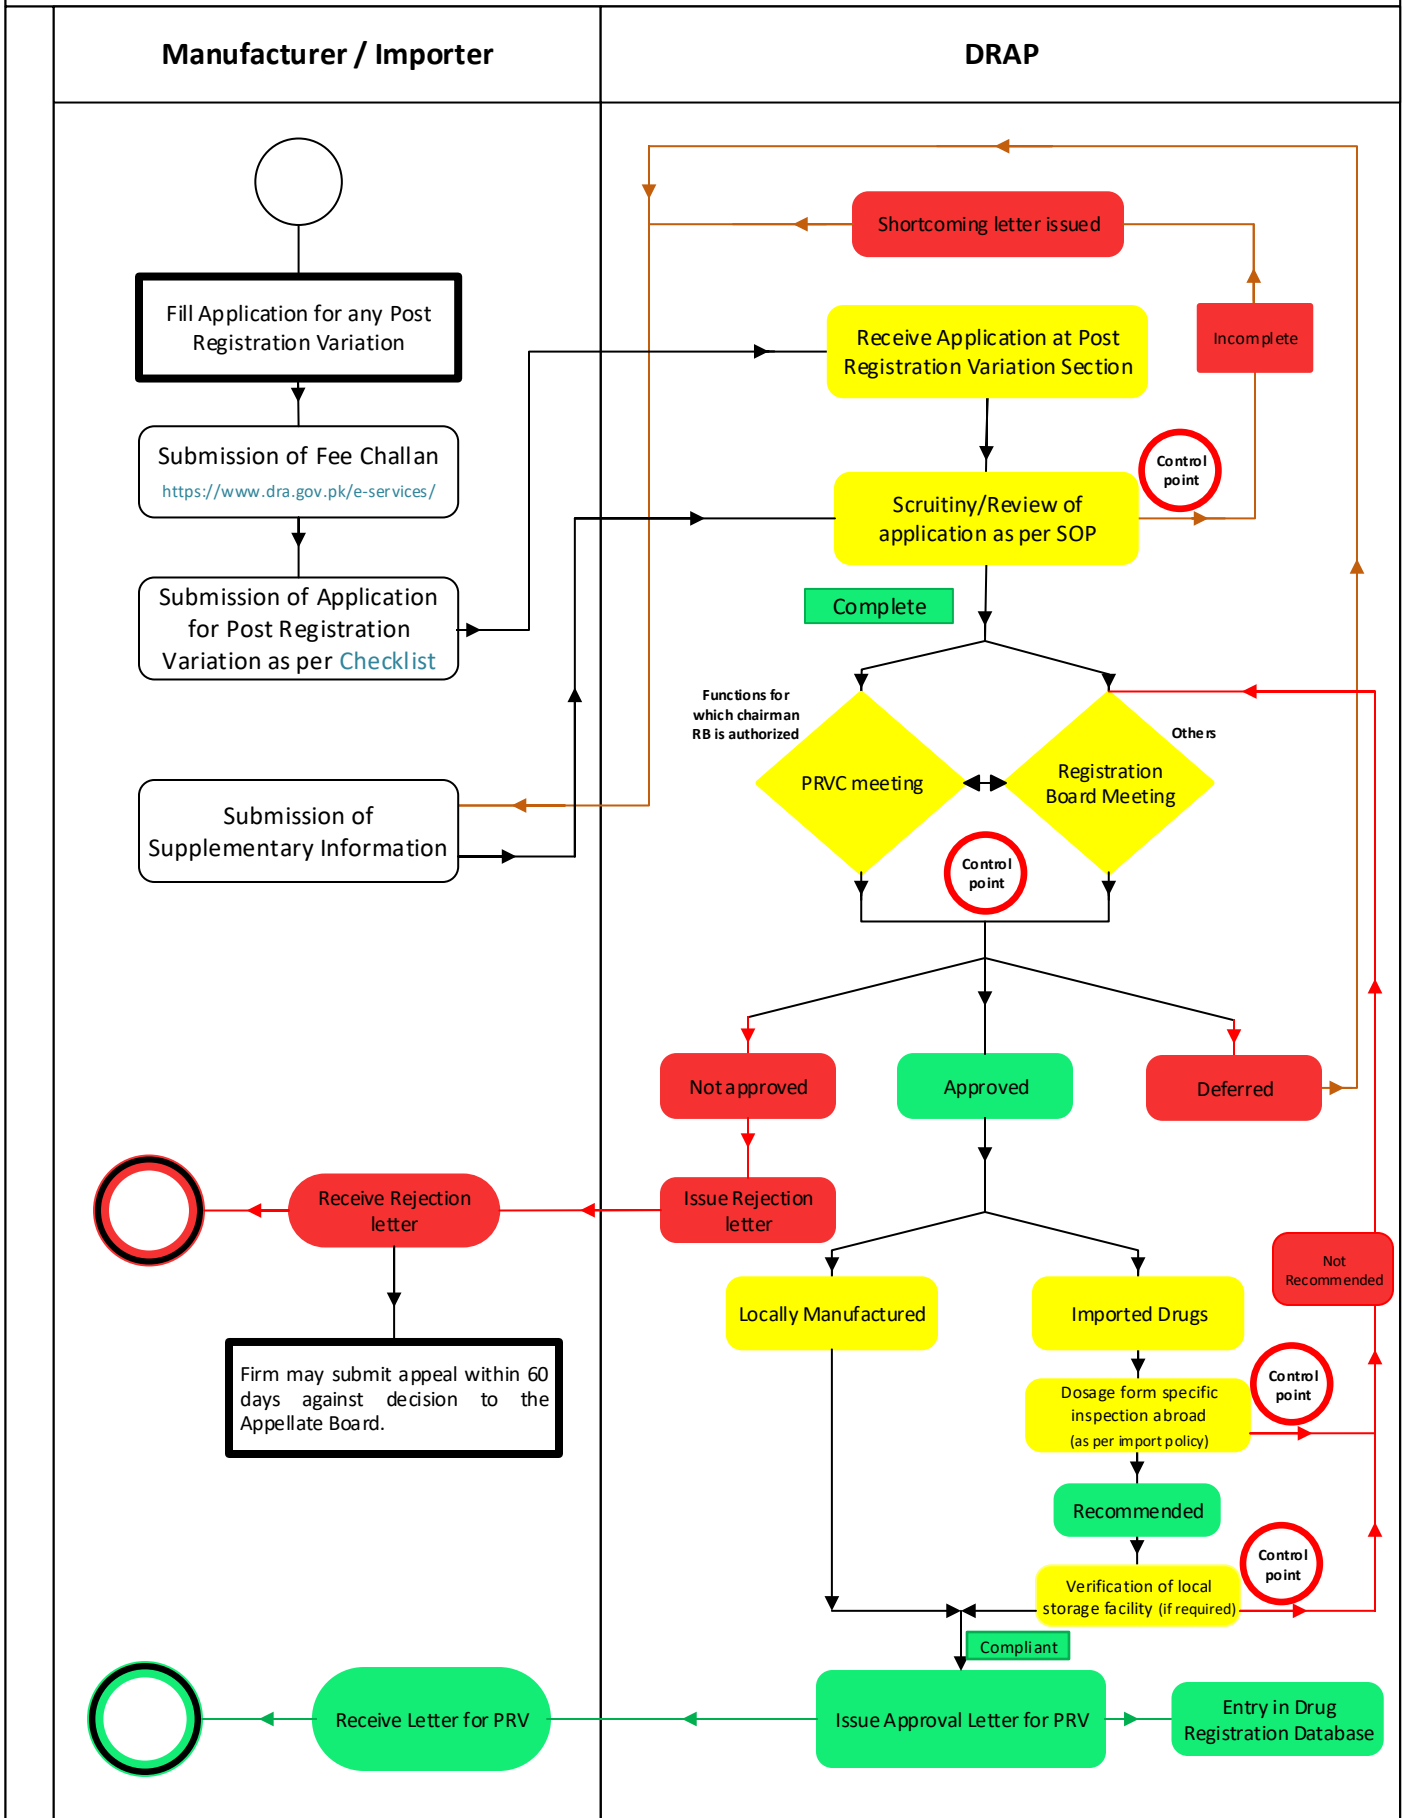 Manufacturer / Importer
DRAP
Fill Application for any Post
Registration Variation
Submission of Fee Challan
https://www.dra.gov.pk/e-services/
Submission of Application
for Post Registration
Variation as per Checklist
Submission of
Supplementary Information
Shortcoming letter issued
Receive Application at Post
Registration Variation Section
Incomplete
Control
point
Scruitiny/Review of
application as per SOP
Complete
Functions for
which chairman
RB is authorized
Others
PRVC meeting
Registration
Board Meeting
Control
point
Not approved
Approved
Deferred
Receive Rejection
letter
Issue Rejection
letter
Firm may submit appeal within 60
days against decision to the
Appellate Board.
Not
Recommended
Locally Manufactured
Imported Drugs
Dosage form specific
inspection abroad
(as per import policy)
Control
point
Recommended
Verification of local
storage facility (if required)
Control
point
Compliant
Receive Letter for PRV
Issue Approval Letter for PRV
Entry in Drug
Registration Database